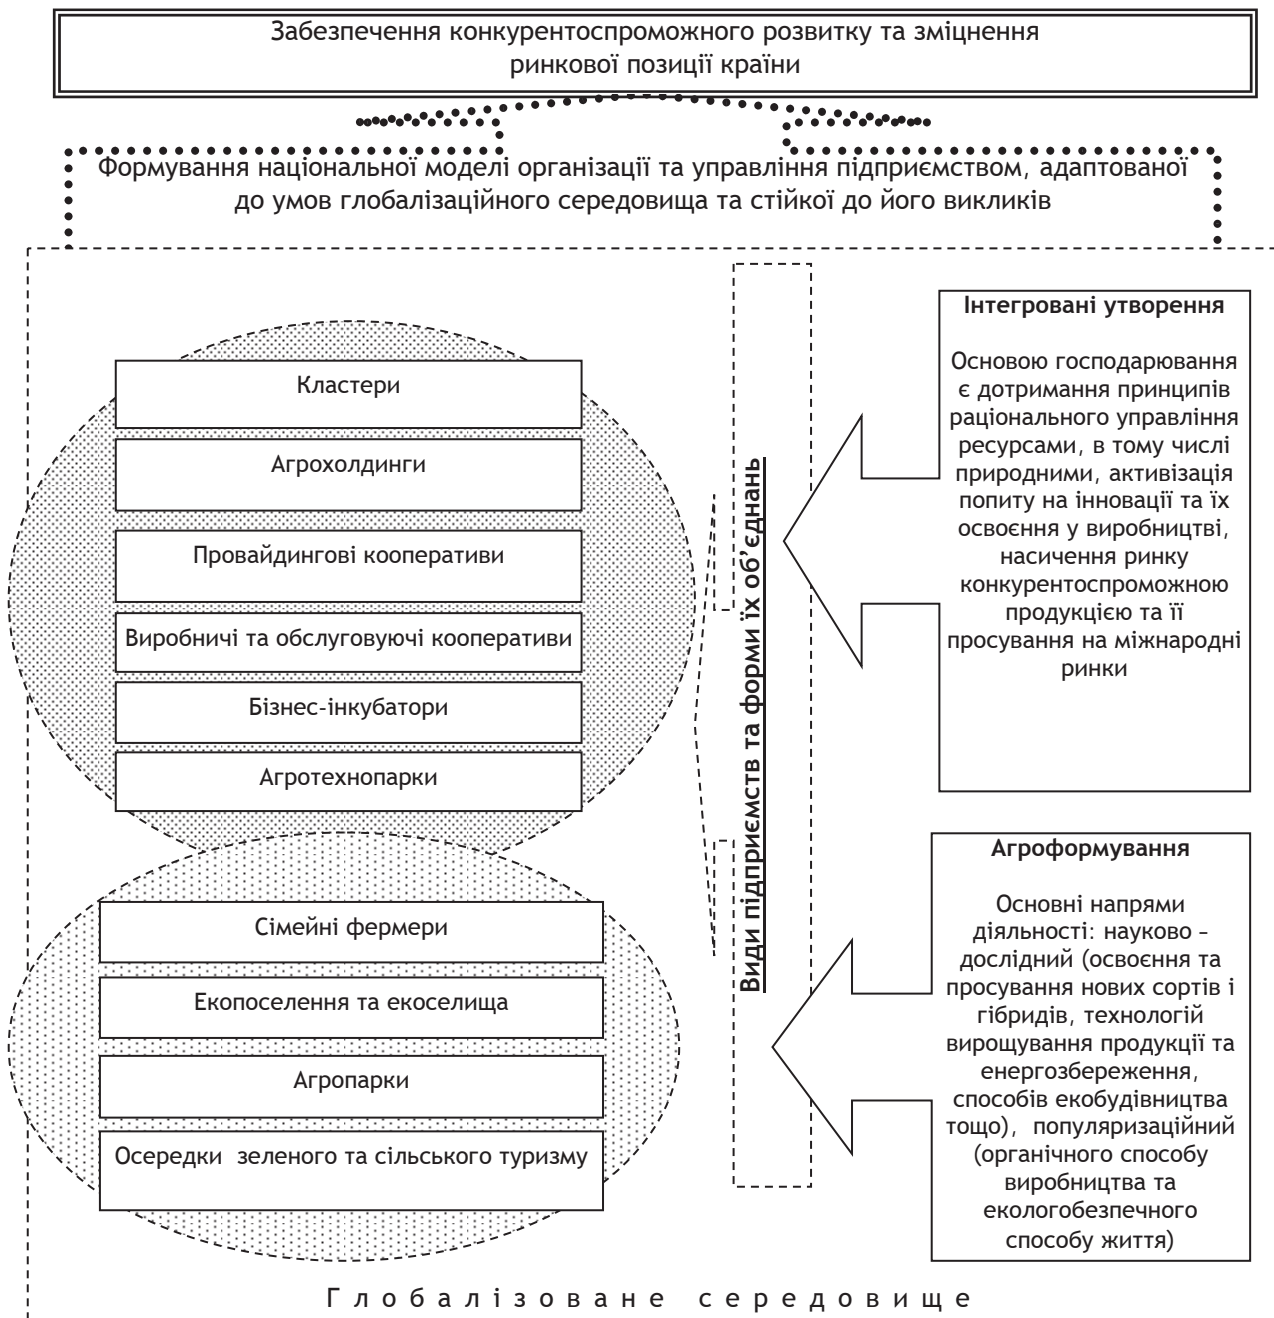 Забезпечення конкурентоспроможного розвитку та зміцнення
ринкової позиції країни
Формування національної моделі організації та управління підприємством, адаптованої
до умов глобалізаційного середовища та стійкої до його викликів
Кластери
Агрохолдинги
Провайдингові кооперативи
Виробничі та обслуговуючі кооперативи
Бізнес-інкубатори
Агротехнопарки
Сімейні фермери
Екопоселення та екоселища
Агропарки
Осередки зеленого та сільського туризму
Види підприємств та форми їх об’єднань
Інтегровані утворення
Основою господарювання
є дотримання принципів
раціонального управління
ресурсами, в тому числі
природними, активізація
попиту на інновації та їх
освоєння у виробництві,
насичення ринку
конкурентоспроможною
продукцією та її
просування на міжнародні
ринки
Агроформування
Основні напрями
діяльності: науково –
дослідний (освоєння та
просування нових сортів і
гібридів, технологій
вирощування продукції та
енергозбереження,
способів екобудівництва
тощо), популяризаційний
(органічного способу
виробництва та
екологобезпечного
способу життя)
Глобалізоване середовище